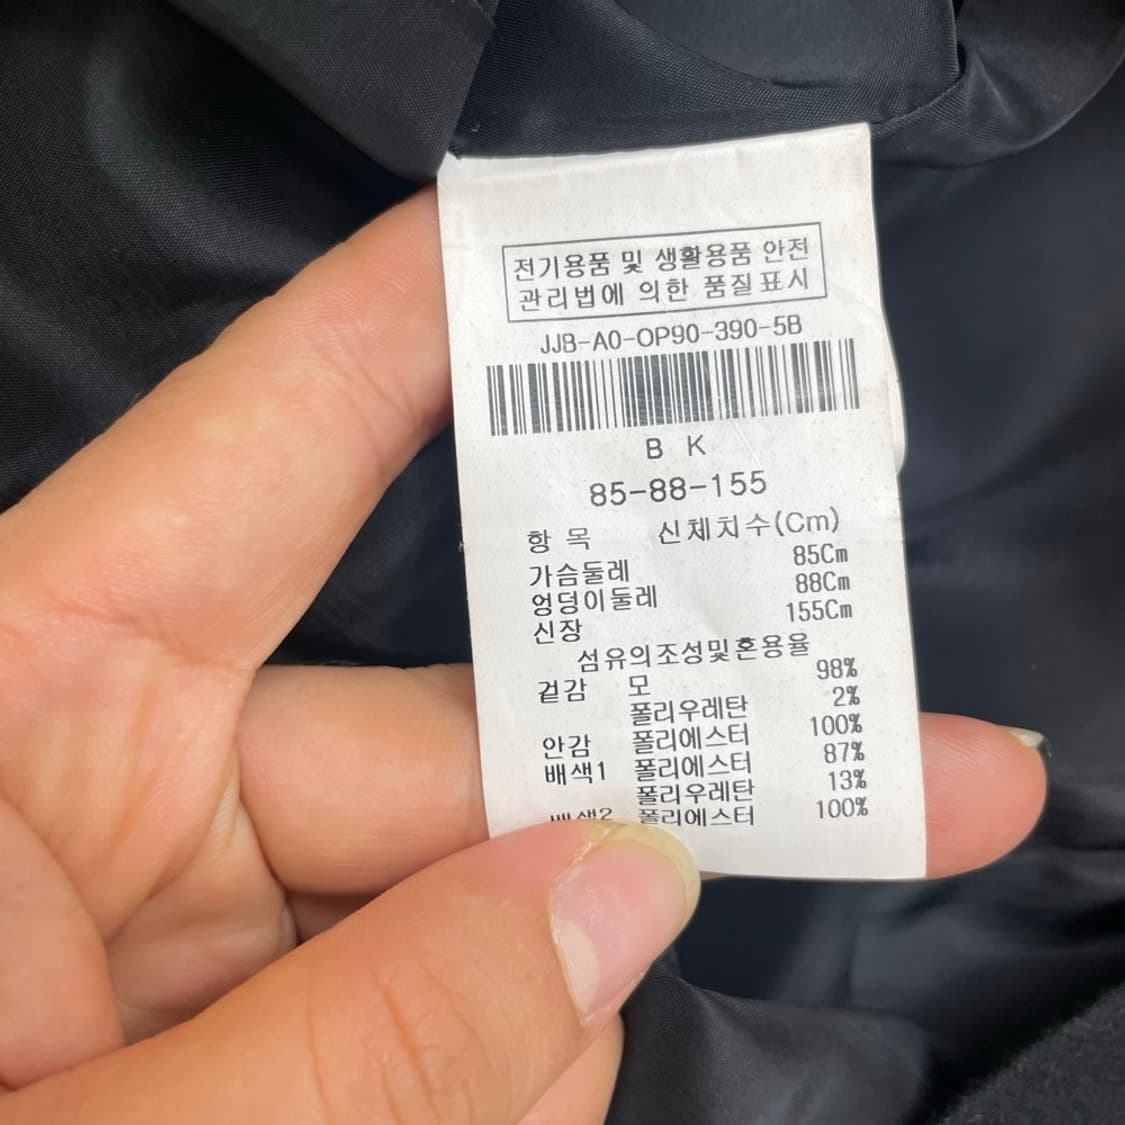 전기용품 및 생활용품 안전
관리법에 의한 품질표시
JJB-A0-OP90-390-5B
B K
85-88-155
항 목 신체치수(Cm)
가슴둘레 85Cm
엉덩이둘레 88Cm
신장 155Cm
섬유의조성및혼용율
겉감 모 98%
폴리우레탄 2%
안감 폴리에스터 100%
배색1 폴리에스터 87%
폴리우레탄 13%
배색2 폴리에스터 100%